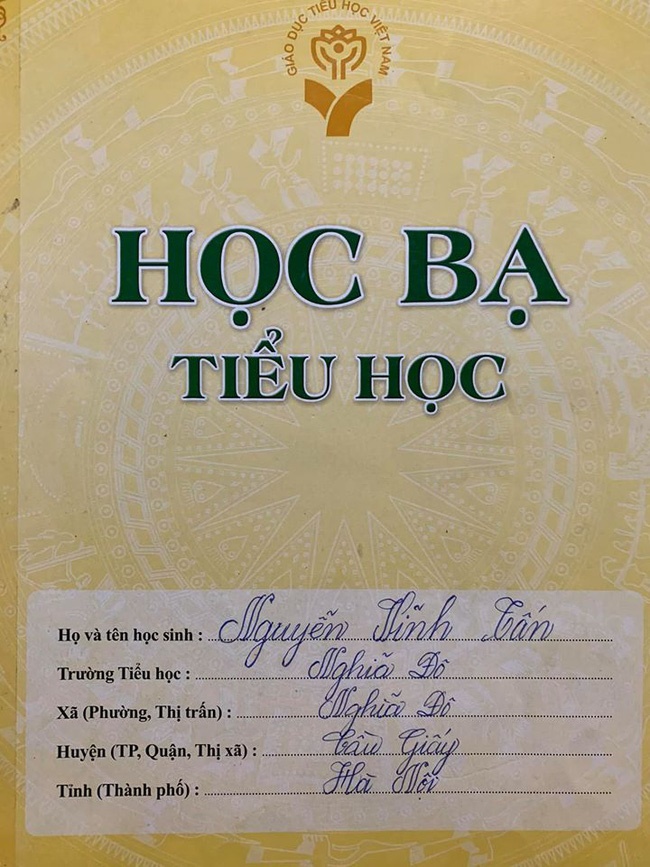 GIÁO DỤC TIỂU HỌC VIỆT NAM
HỌC BẠ
TIỂU HỌC
Họ và tên học sinh : Nguyễn Vĩnh Tấn
Trường Tiểu học : Nghĩa Đô
Xã (Phường, Thị trấn) : Nghĩa Đô
Huyện (TP, Quận, Thị xã) : Cầu Giấy
Tỉnh (Thành phố) : Hà Nội